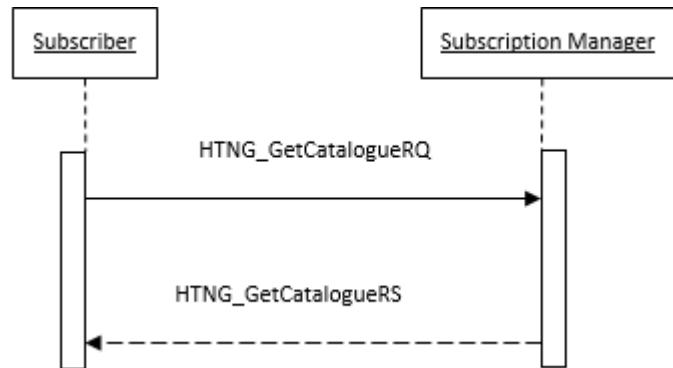 Subscriber
Subscription Manager
HTNG_GetCatalogueRQ
HTNG_GetCatalogueRS